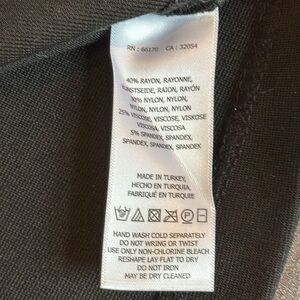 RN : 66170 CA : 32054
40% RAYON, RAYONNE,
KUNSTSEIDE, RAION, RAYÓN
30% NYLON, NYLON,
NYLON, NYLON, NYLON
25% VISCOSE, VISCOSE, VISKOSE
VISCOSA, VISCOSA
5% SPANDEX, SPANDEX,
SPANDEX, SPANDEX, SPANDEX
MADE IN TURKEY,
HECHO EN TURQUIA,
FABRIQUÉ EN TURQUIE
HAND WASH COLD SEPARATELY
DO NOT WRING OR TWIST
USE ONLY NON-CHLORINE BLEACH
RESHAPE LAY FLAT TO DRY
DO NOT IRON
MAY BE DRY CLEANED